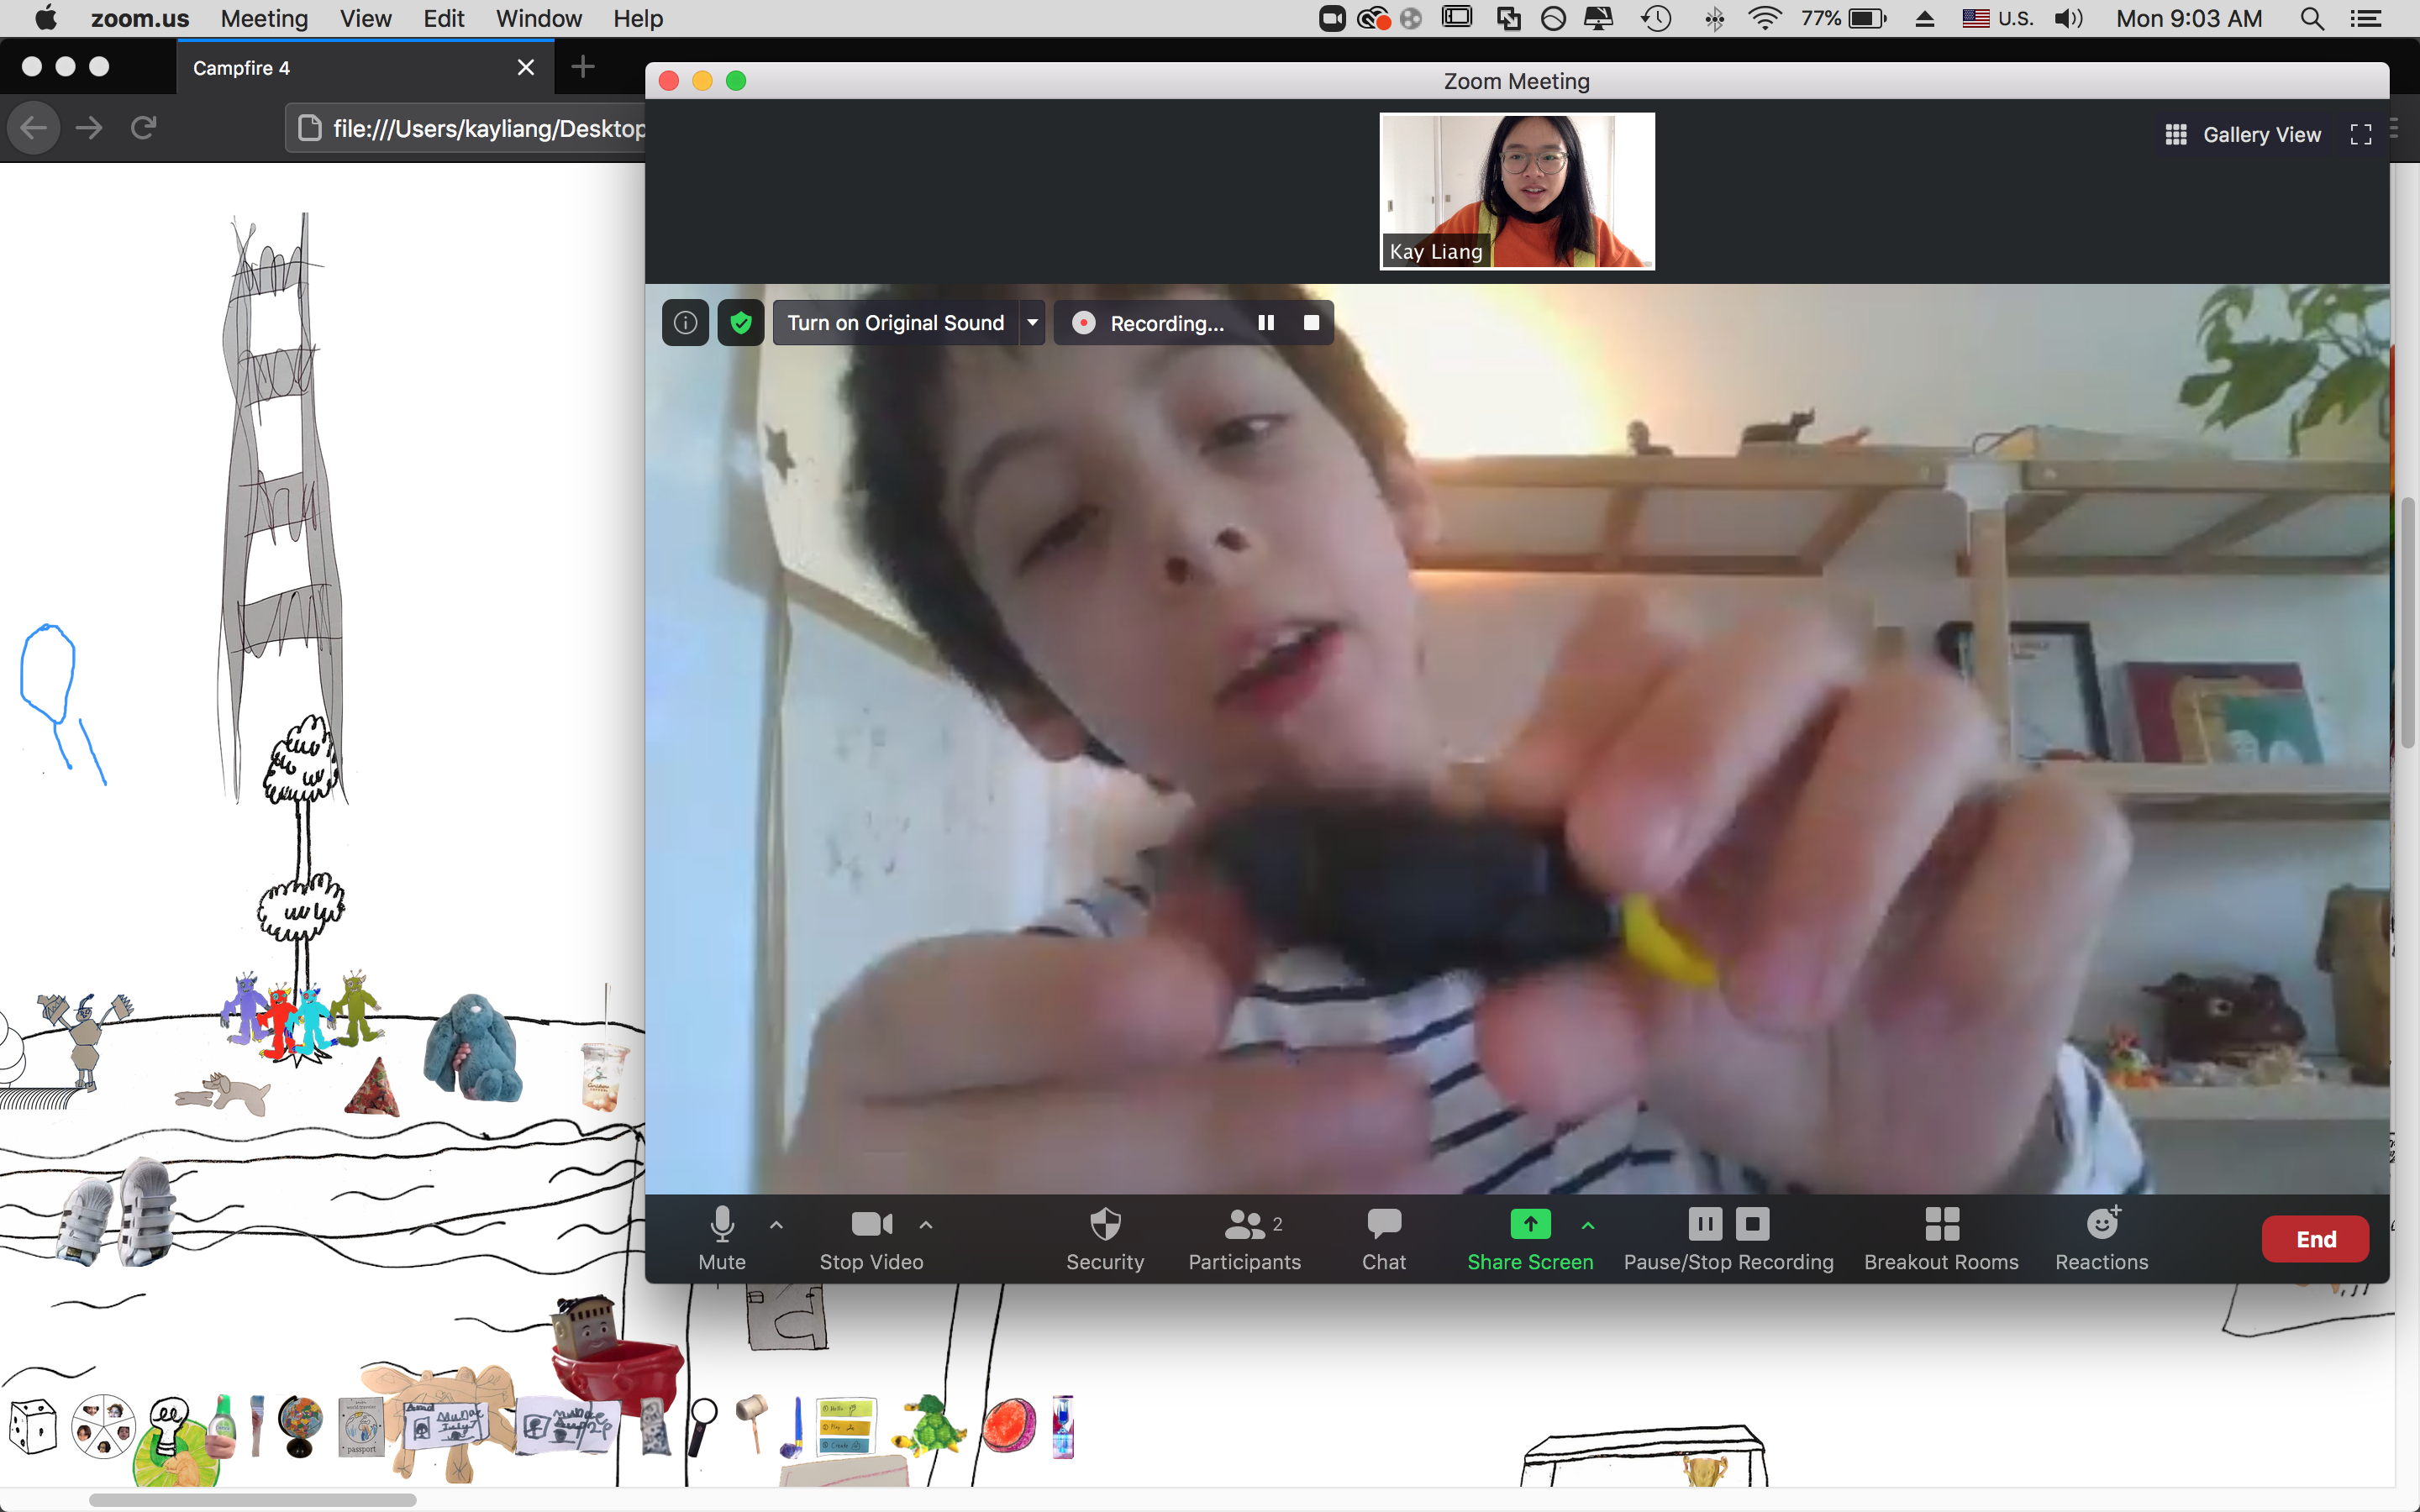 zoom.us Meeting View Edit Window Help 77% U.S. Mon 9:03 AM
Campfire 4
file:///Users/kayliang/Desktop
Zoom Meeting
Gallery View
Kay Liang
Turn on Original Sound
Recording...
Mute Stop Video Security Participants 2 Chat Share Screen Pause/Stop Recording Breakout Rooms Reactions End
passport